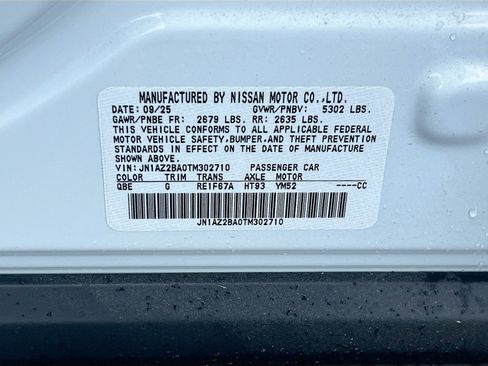 MANUFACTURED BY NISSAN MOTOR CO.,LTD.
DATE: 09/25 GVWR/PNBV: 5302 LBS.
GAWR/PNBE FR: 2679 LBS. RR: 2635 LBS.
THIS VEHICLE CONFORMS TO ALL APPLICABLE FEDERAL
MOTOR VEHICLE SAFETY, BUMPER, AND THEFT PREVENTION
STANDARDS IN EFFECT ON THE DATE OF MANUFACTURE
SHOWN ABOVE.
VIN: JN1AZ2BA0TM302710 PASSENGER CAR
COLOR TRIM TRANS AXLE MOTOR
QBE G RE1F67A HT93 YM52 ----CC
JN1AZ2BA0TM302710